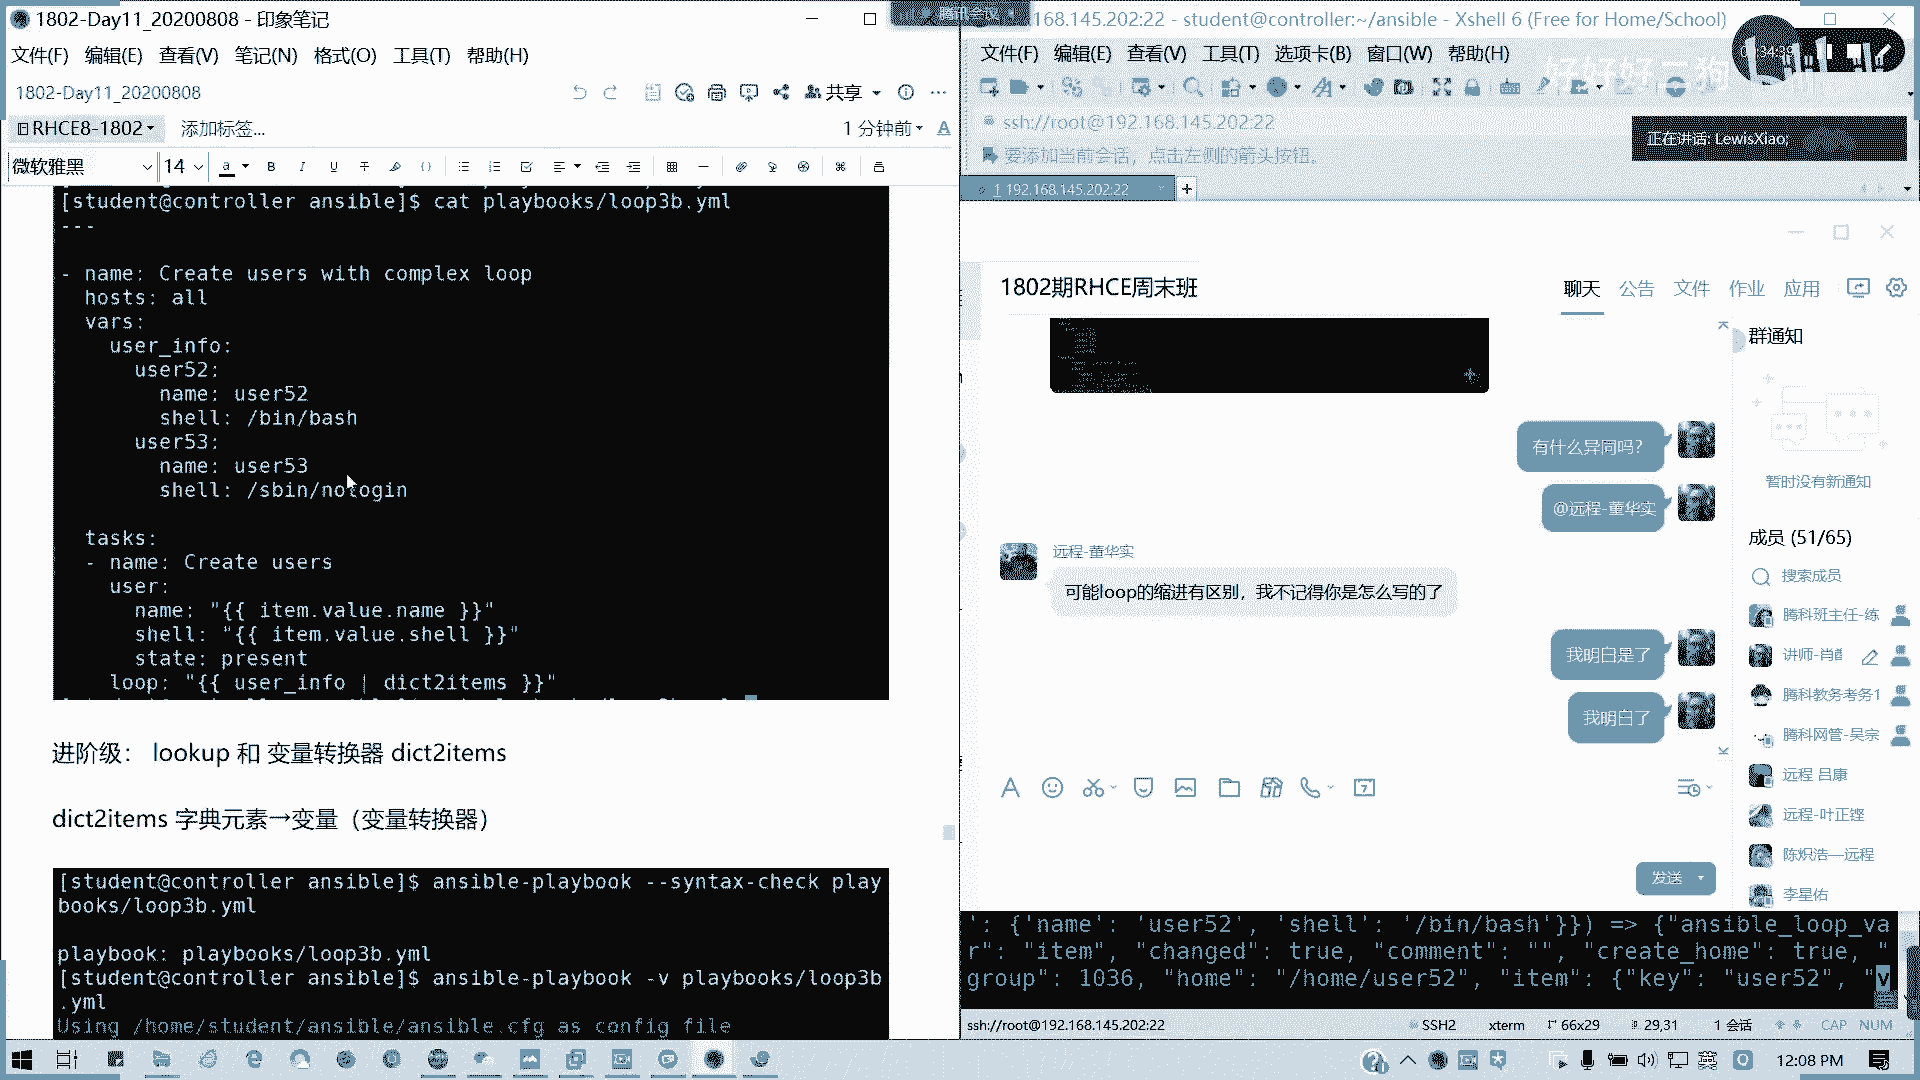 1802-Day11_20200808 - 印象笔记
文件(F) 编辑(E) 查看(V) 笔记(N) 格式(O) 工具(T) 帮助(H)
1802-Day11_20200808
共享
RHCE8-1802
添加标签...
1 分钟前
微软雅黑
14
[student@controller ansible]$ cat playbooks/loop3b.yml
---
- name: Create users with complex loop
hosts: all
vars:
user_info:
user52:
name: user52
shell: /bin/bash
user53:
name: user53
shell: /sbin/nologin
tasks:
- name: Create users
user:
name: "{{ item.value.name }}"
shell: "{{ item.value.shell }}"
state: present
loop: "{{ user_info | dict2items }}"
进阶级： lookup 和 变量转换器 dict2items
dict2items 字典元素→变量（变量转换器）
[student@controller ansible]$ ansible-playbook --syntax-check play
books/loop3b.yml
playbook: playbooks/loop3b.yml
[student@controller ansible]$ ansible-playbook -v playbooks/loop3b
.yml
Using /home/student/ansible/ansible.cfg as config file
腾讯会议
168.145.202:22 - student@controller:~/ansible - Xshell 6 (Free for Home/School)
文件(F) 编辑(E) 查看(V) 工具(T) 选项卡(B) 窗口(W) 帮助(H)
好好好二狗
ssh://root@192.168.145.202:22
正在讲话: LewisXiao;
要添加当前会话，点击左侧的箭头按钮。
1 192.168.145.202:22
1802期RHCE周末班
聊天 公告 文件 作业 应用
群通知
有什么异同吗？
暂时没有新通知
@远程-董华实
成员 (51/65)
远程-董华实
可能loop的缩进有区别，我不记得你是怎么写的了
搜索成员
腾科班主任-练
我明白是了
腾科教务考务1
我明白了
腾科网管-吴宗
远程 吕康
远程-叶正铿
陈炽浩—远程
发送
李星佑
': {'name': 'user52', 'shell': '/bin/bash'}}) => {"ansible_loop_va
r": "item", "changed": true, "comment": "", "create_home": true, "
group": 1036, "home": "/home/user52", "item": {"key": "user52", "v
ssh://root@192.168.145.202:22 SSH2 xterm 66x29 29,31 1 会话 CAP NUM
英
12:08 PM